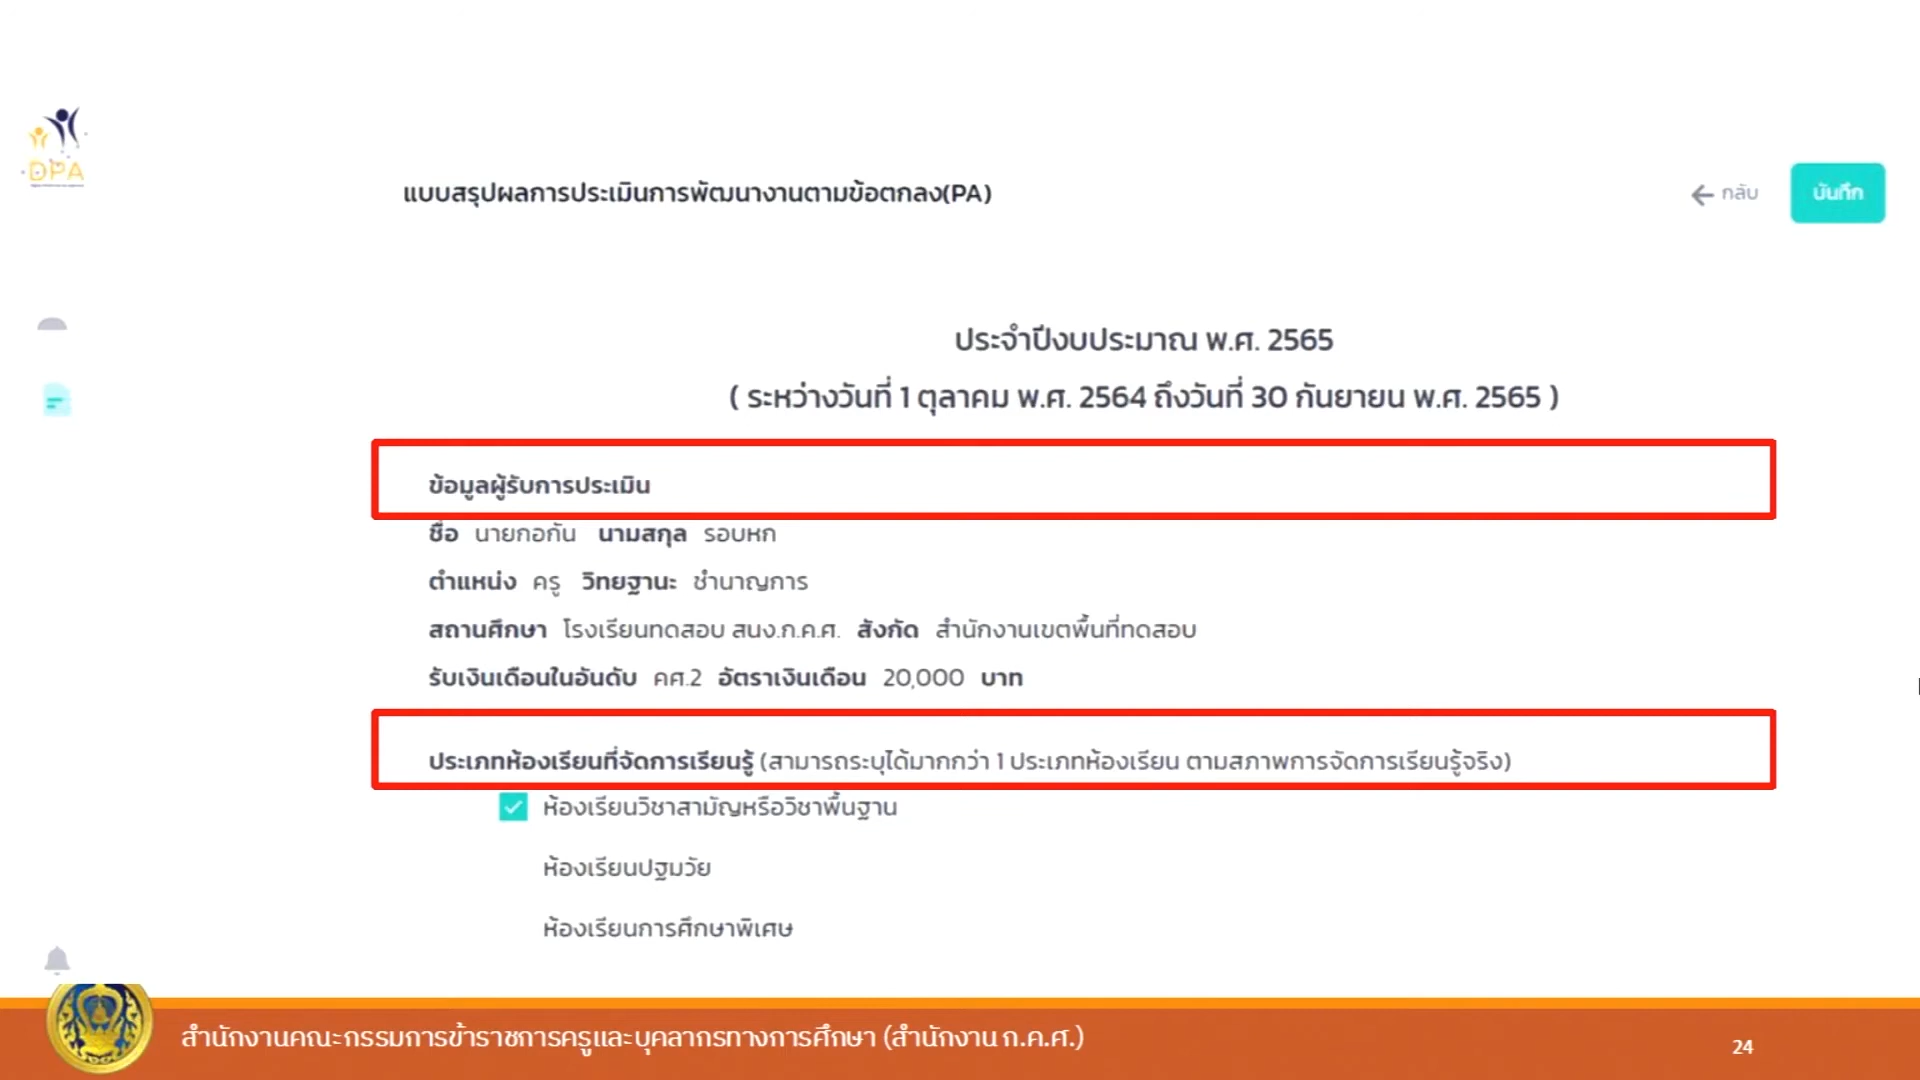 DPA
แบบสรุปผลการประเมินการพัฒนางานตามข้อตกลง(PA)
← กลับ
บันทึก
ประจำปีงบประมาณ พ.ศ. 2565
( ระหว่างวันที่ 1 ตุลาคม พ.ศ. 2564 ถึงวันที่ 30 กันยายน พ.ศ. 2565 )
ข้อมูลผู้รับการประเมิน
ชื่อ นายกอกัน นามสกุล รอบหก
ตำแหน่ง ครู วิทยฐานะ ชำนาญการ
สถานศึกษา โรงเรียนทดสอบ สนง.ก.ค.ศ. สังกัด สำนักงานเขตพื้นที่ทดสอบ
รับเงินเดือนในอันดับ คศ.2 อัตราเงินเดือน 20,000 บาท
ประเภทห้องเรียนที่จัดการเรียนรู้ (สามารถระบุได้มากกว่า 1 ประเภทห้องเรียน ตามสภาพการจัดการเรียนรู้จริง)
ห้องเรียนวิชาสามัญหรือวิชาพื้นฐาน
ห้องเรียนปฐมวัย
ห้องเรียนการศึกษาพิเศษ
สำนักงานคณะกรรมการข้าราชการครูและบุคลากรทางการศึกษา (สำนักงาน ก.ค.ศ.)
24